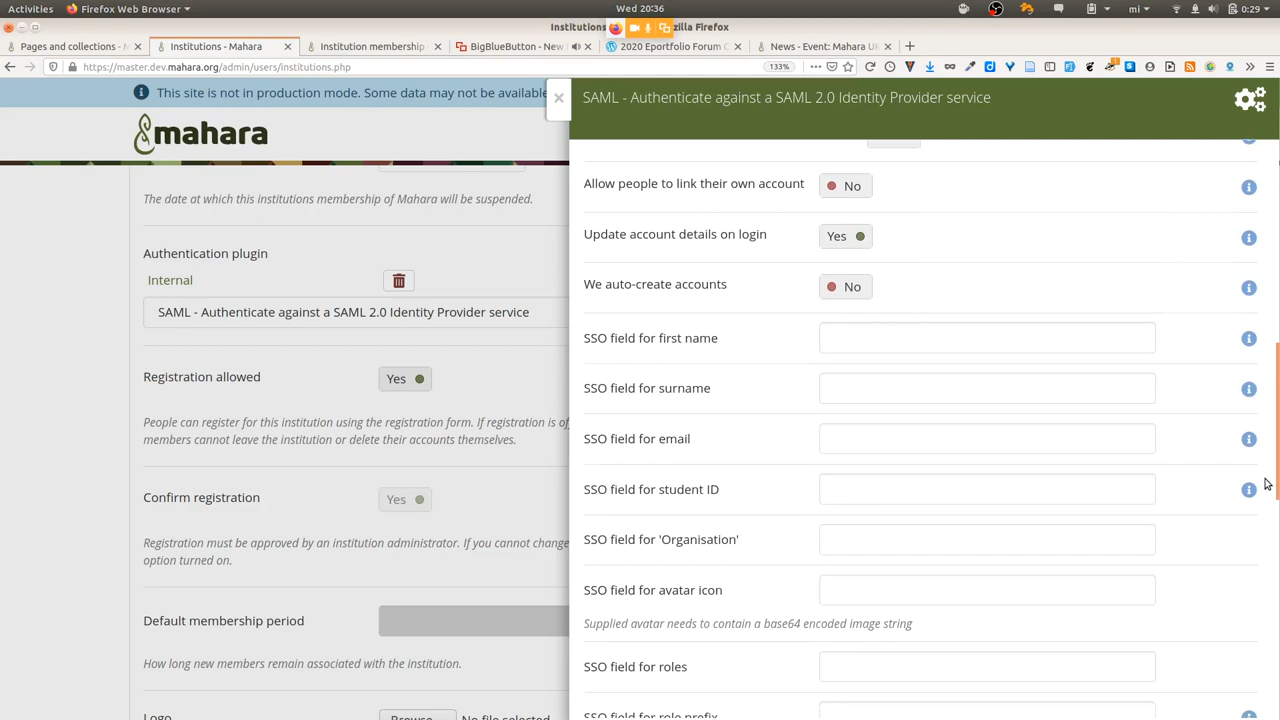 Activities
Firefox Web Browser
Wed 20:36
mi
0:29
Institutions
zilla Firefox
Pages and collections - M
Institutions - Mahara
Institution membership
BigBlueButton - New
2020 Eportfolio Forum C
News - Event: Mahara UK
https://master.dev.mahara.org/admin/users/institutions.php
133%
This site is not in production mode. Some data may not be available
mahara
The date at which this institutions membership of Mahara will be suspended.
Authentication plugin
Internal
SAML - Authenticate against a SAML 2.0 Identity Provider service
Registration allowed
Yes
People can register for this institution using the registration form. If registration is of
members cannot leave the institution or delete their accounts themselves.
Confirm registration
Yes
Registration must be approved by an institution administrator. If you cannot change
option turned on.
Default membership period
How long new members remain associated with the institution.
Logo
Browse...
No file selected.
SAML - Authenticate against a SAML 2.0 Identity Provider service
Allow people to link their own account
No
Update account details on login
Yes
We auto-create accounts
No
SSO field for first name
SSO field for surname
SSO field for email
SSO field for student ID
SSO field for 'Organisation'
SSO field for avatar icon
Supplied avatar needs to contain a base64 encoded image string
SSO field for roles
SSO field for role prefix